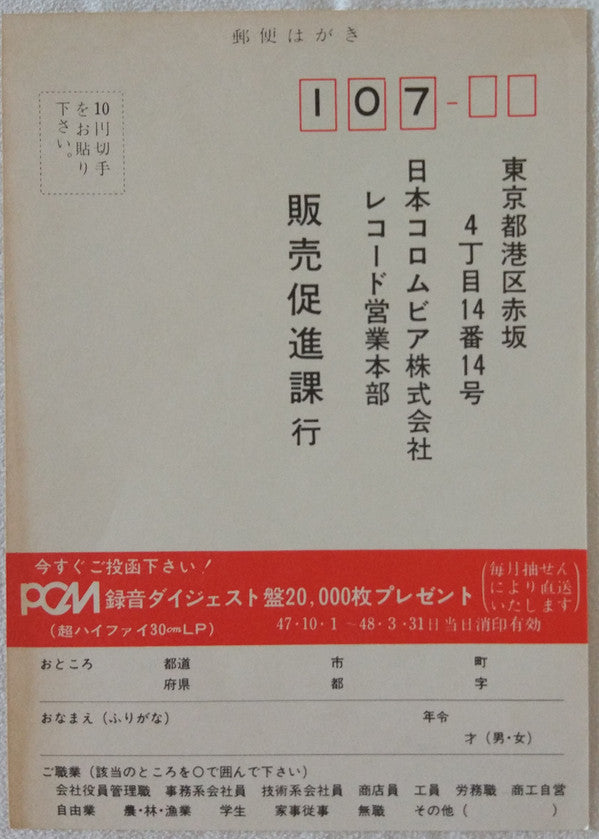 郵便はがき
10円切手
をお貼り
下さい。
107-
東京都港区赤坂
4丁目14番14号
日本コロムビア株式会社
レコード営業本部
販売促進課 行
今すぐご投函下さい!
PCM録音ダイジェスト盤20,000枚プレゼント
(毎月抽せん
により直送
いたします)
(超ハイファイ30cmLP)
47・10・1〜48・3・31日当日消印有効
おところ 都道 市 町
府県 都 字
おなまえ(ふりがな) 年令
才(男・女)
ご職業(該当のところを○で囲んで下さい)
会社役員管理職 事務系会社員 技術系会社員 商店員 工員 労務職 商工自営
自由業 農・林・漁業 学生 家事従事 無職 その他( )